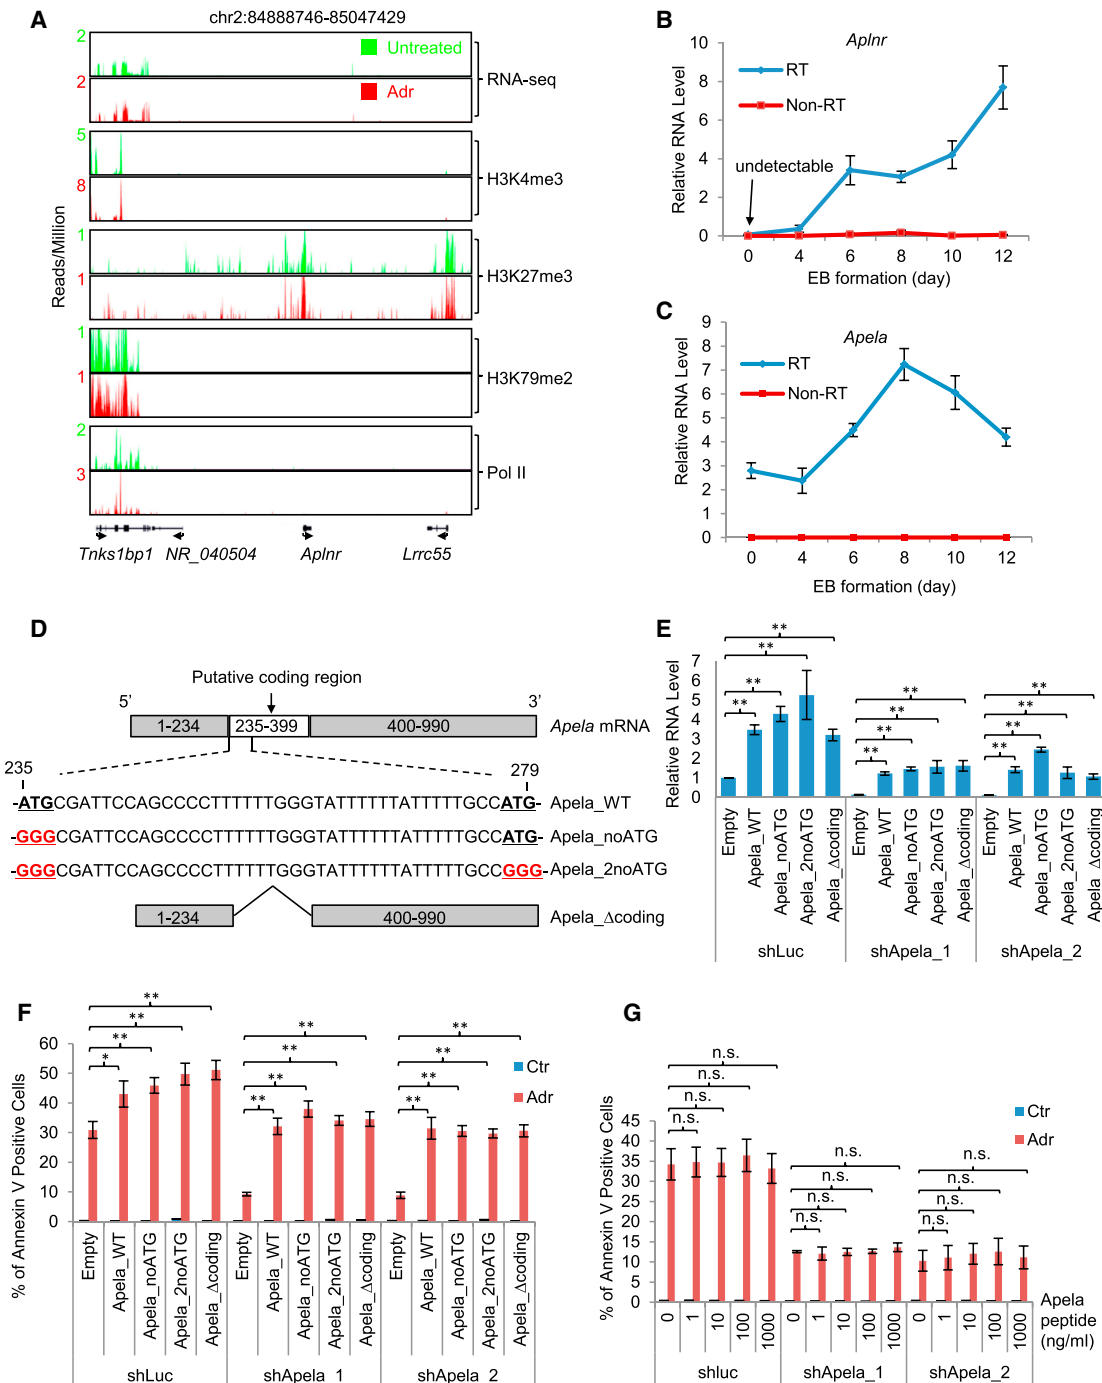 A
chr2:84888746-85047429
2
Untreated
2
Adr
RNA-seq
5
8
H3K4me3
1
1
H3K27me3
1
1
H3K79me2
2
3
Pol II
Reads/Million
Tnks1bp1 NR_040504 Aplnr Lrrc55
B
Aplnr
Relative RNA Level
10
8
6
4
2
0
RT
Non-RT
undetectable
0 4 6 8 10 12
EB formation (day)
C
Apela
Relative RNA Level
9
8
7
6
5
4
3
2
1
0
RT
Non-RT
0 4 6 8 10 12
EB formation (day)
D
Putative coding region
5’ 3’
1-234 235-399 400-990 Apela mRNA
235 279
-ATGCGATTCCAGCCCCTTTTTTGGGTATTTTTTATTTTTGCCATG- Apela_WT
-GGGCGATTCCAGCCCCTTTTTTGGGTATTTTTTATTTTTGCCATG- Apela_noATG
-GGGCGATTCCAGCCCCTTTTTTGGGTATTTTTTATTTTTGCCGGG- Apela_2noATG
1-234 400-990 Apela_Δcoding
E
Relative RNA Level
7
6
5
4
3
2
1
0
** ** ** **
** ** ** **
** ** ** **
Empty Apela_WT Apela_noATG Apela_2noATG Apela_Δcoding
Empty Apela_WT Apela_noATG Apela_2noATG Apela_Δcoding
Empty Apela_WT Apela_noATG Apela_2noATG Apela_Δcoding
shLuc shApela_1 shApela_2
F
% of Annexin V Positive Cells
60
50
40
30
20
10
0
** ** ** *
** ** ** **
** ** ** **
Ctr
Adr
Empty Apela_WT Apela_noATG Apela_2noATG Apela_Δcoding
Empty Apela_WT Apela_noATG Apela_2noATG Apela_Δcoding
Empty Apela_WT Apela_noATG Apela_2noATG Apela_Δcoding
shLuc shApela_1 shApela_2
G
% of Annexin V Positive Cells
45
40
35
30
25
20
15
10
5
0
n.s. n.s. n.s. n.s.
n.s. n.s. n.s. n.s.
n.s. n.s. n.s. n.s.
Ctr
Adr
0 1 10 100 1000 0 1 10 100 1000 0 1 10 100 1000
Apela
peptide
(ng/ml)
shluc shApela_1 shApela_2